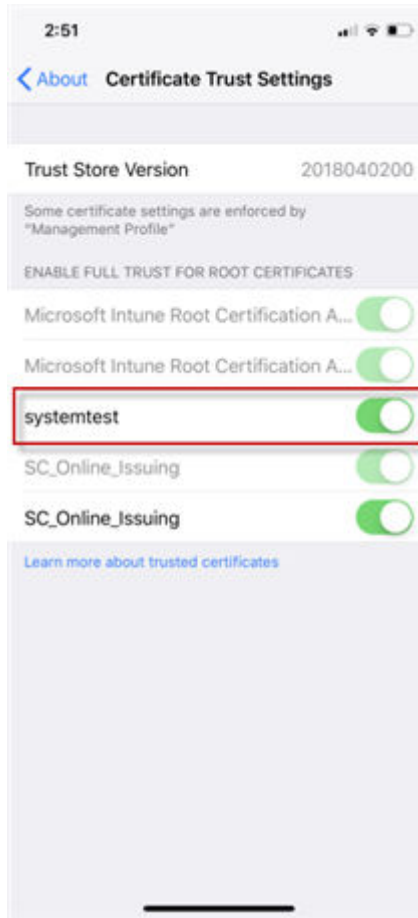 2:51
About Certificate Trust Settings
Trust Store Version 2018040200
Some certificate settings are enforced by
"Management Profile"
ENABLE FULL TRUST FOR ROOT CERTIFICATES
Microsoft Intune Root Certification A...
Microsoft Intune Root Certification A...
systemtest
SC_Online_Issuing
SC_Online_Issuing
Learn more about trusted certificates